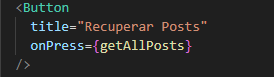 <Button
title="Recuperar Posts"
onPress={getAllPosts}
/>